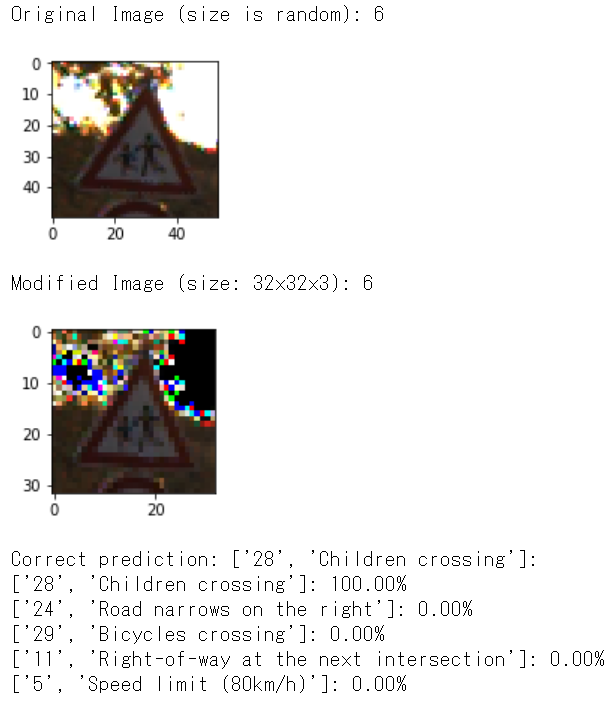 Original Image (size is random): 6
0
10
20
30
40
0 20 40
Modified Image (size: 32x32x3): 6
0
10
20
30
0 20
Correct prediction: ['28', 'Children crossing']:
['28', 'Children crossing']: 100.00%
['24', 'Road narrows on the right']: 0.00%
['29', 'Bicycles crossing']: 0.00%
['11', 'Right-of-way at the next intersection']: 0.00%
['5', 'Speed limit (80km/h)']: 0.00%